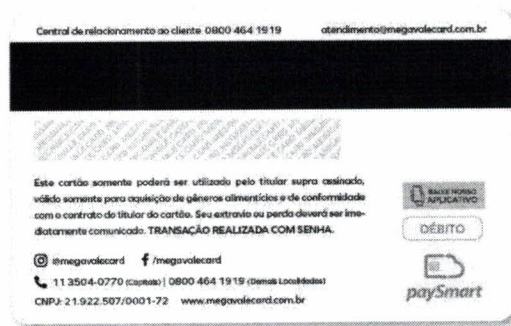 Central de relacionamento ao cliente 0800 464 1919 atendimento@megavalecard.com.br
Este cartão somente poderá ser utilizado pelo titular supra assinado,
válido somente para aquisição de gêneros alimentícios e de conformidade
com o contrato do titular do cartão. Seu extravio ou perda deverá ser ime-
diatamente comunicado. TRANSAÇÃO REALIZADA COM SENHA.
BAIXE NOSSO
APLICATIVO
DÉBITO
@megavalecard /megavalecard
11 3504-0770 (Capitais) | 0800 464 1919 (Demais Localidades)
CNPJ: 21.922.507/0001-72 www.megavalecard.com.br
paySmart